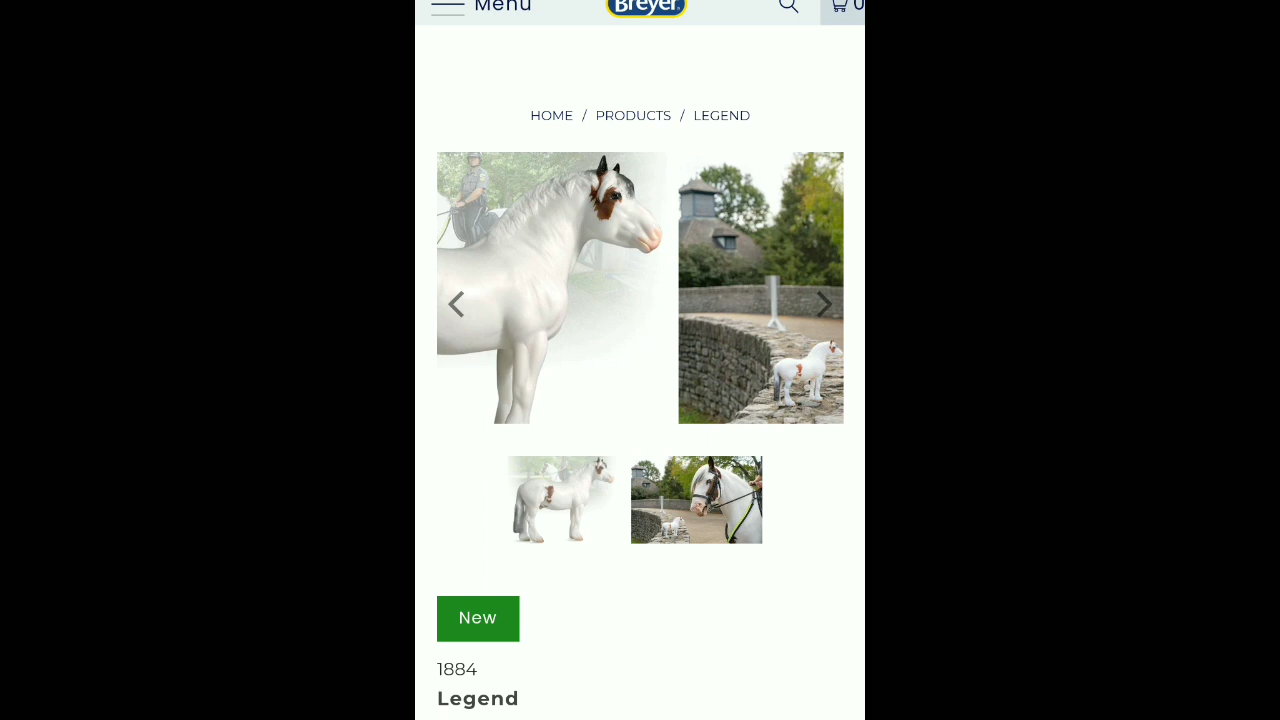 Menu
Breyer
0
HOME / PRODUCTS / LEGEND
New
1884
Legend